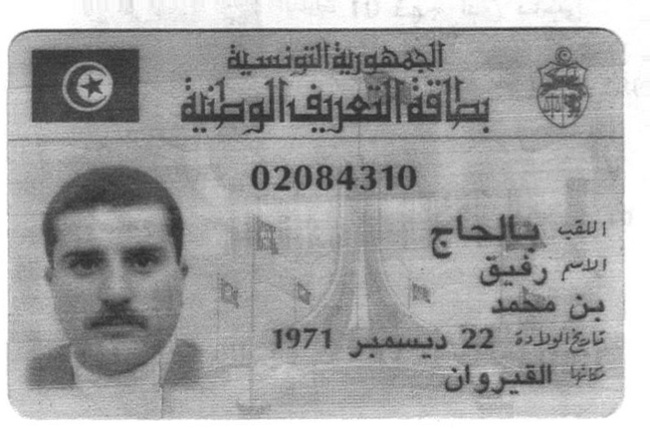 الجمهورية التونسية
بطاقة التعريف الوطنية
02084310
اللقب بالحاج
الاسم رفيق
بن محمد
تاريخ الولادة 22 ديسمبر 1971
مكانها القيروان